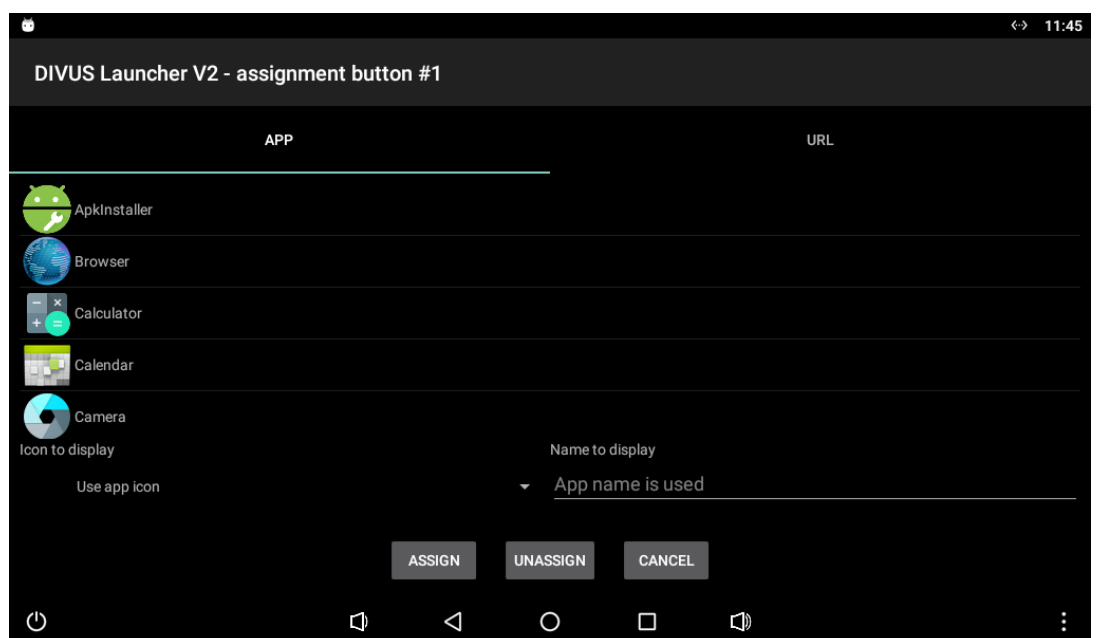 11:45
DIVUS Launcher V2 - assignment button #1
APP
URL
ApkInstaller
Browser
Calculator
Calendar
Camera
Icon to display
Name to display
Use app icon
App name is used
ASSIGN
UNASSIGN
CANCEL